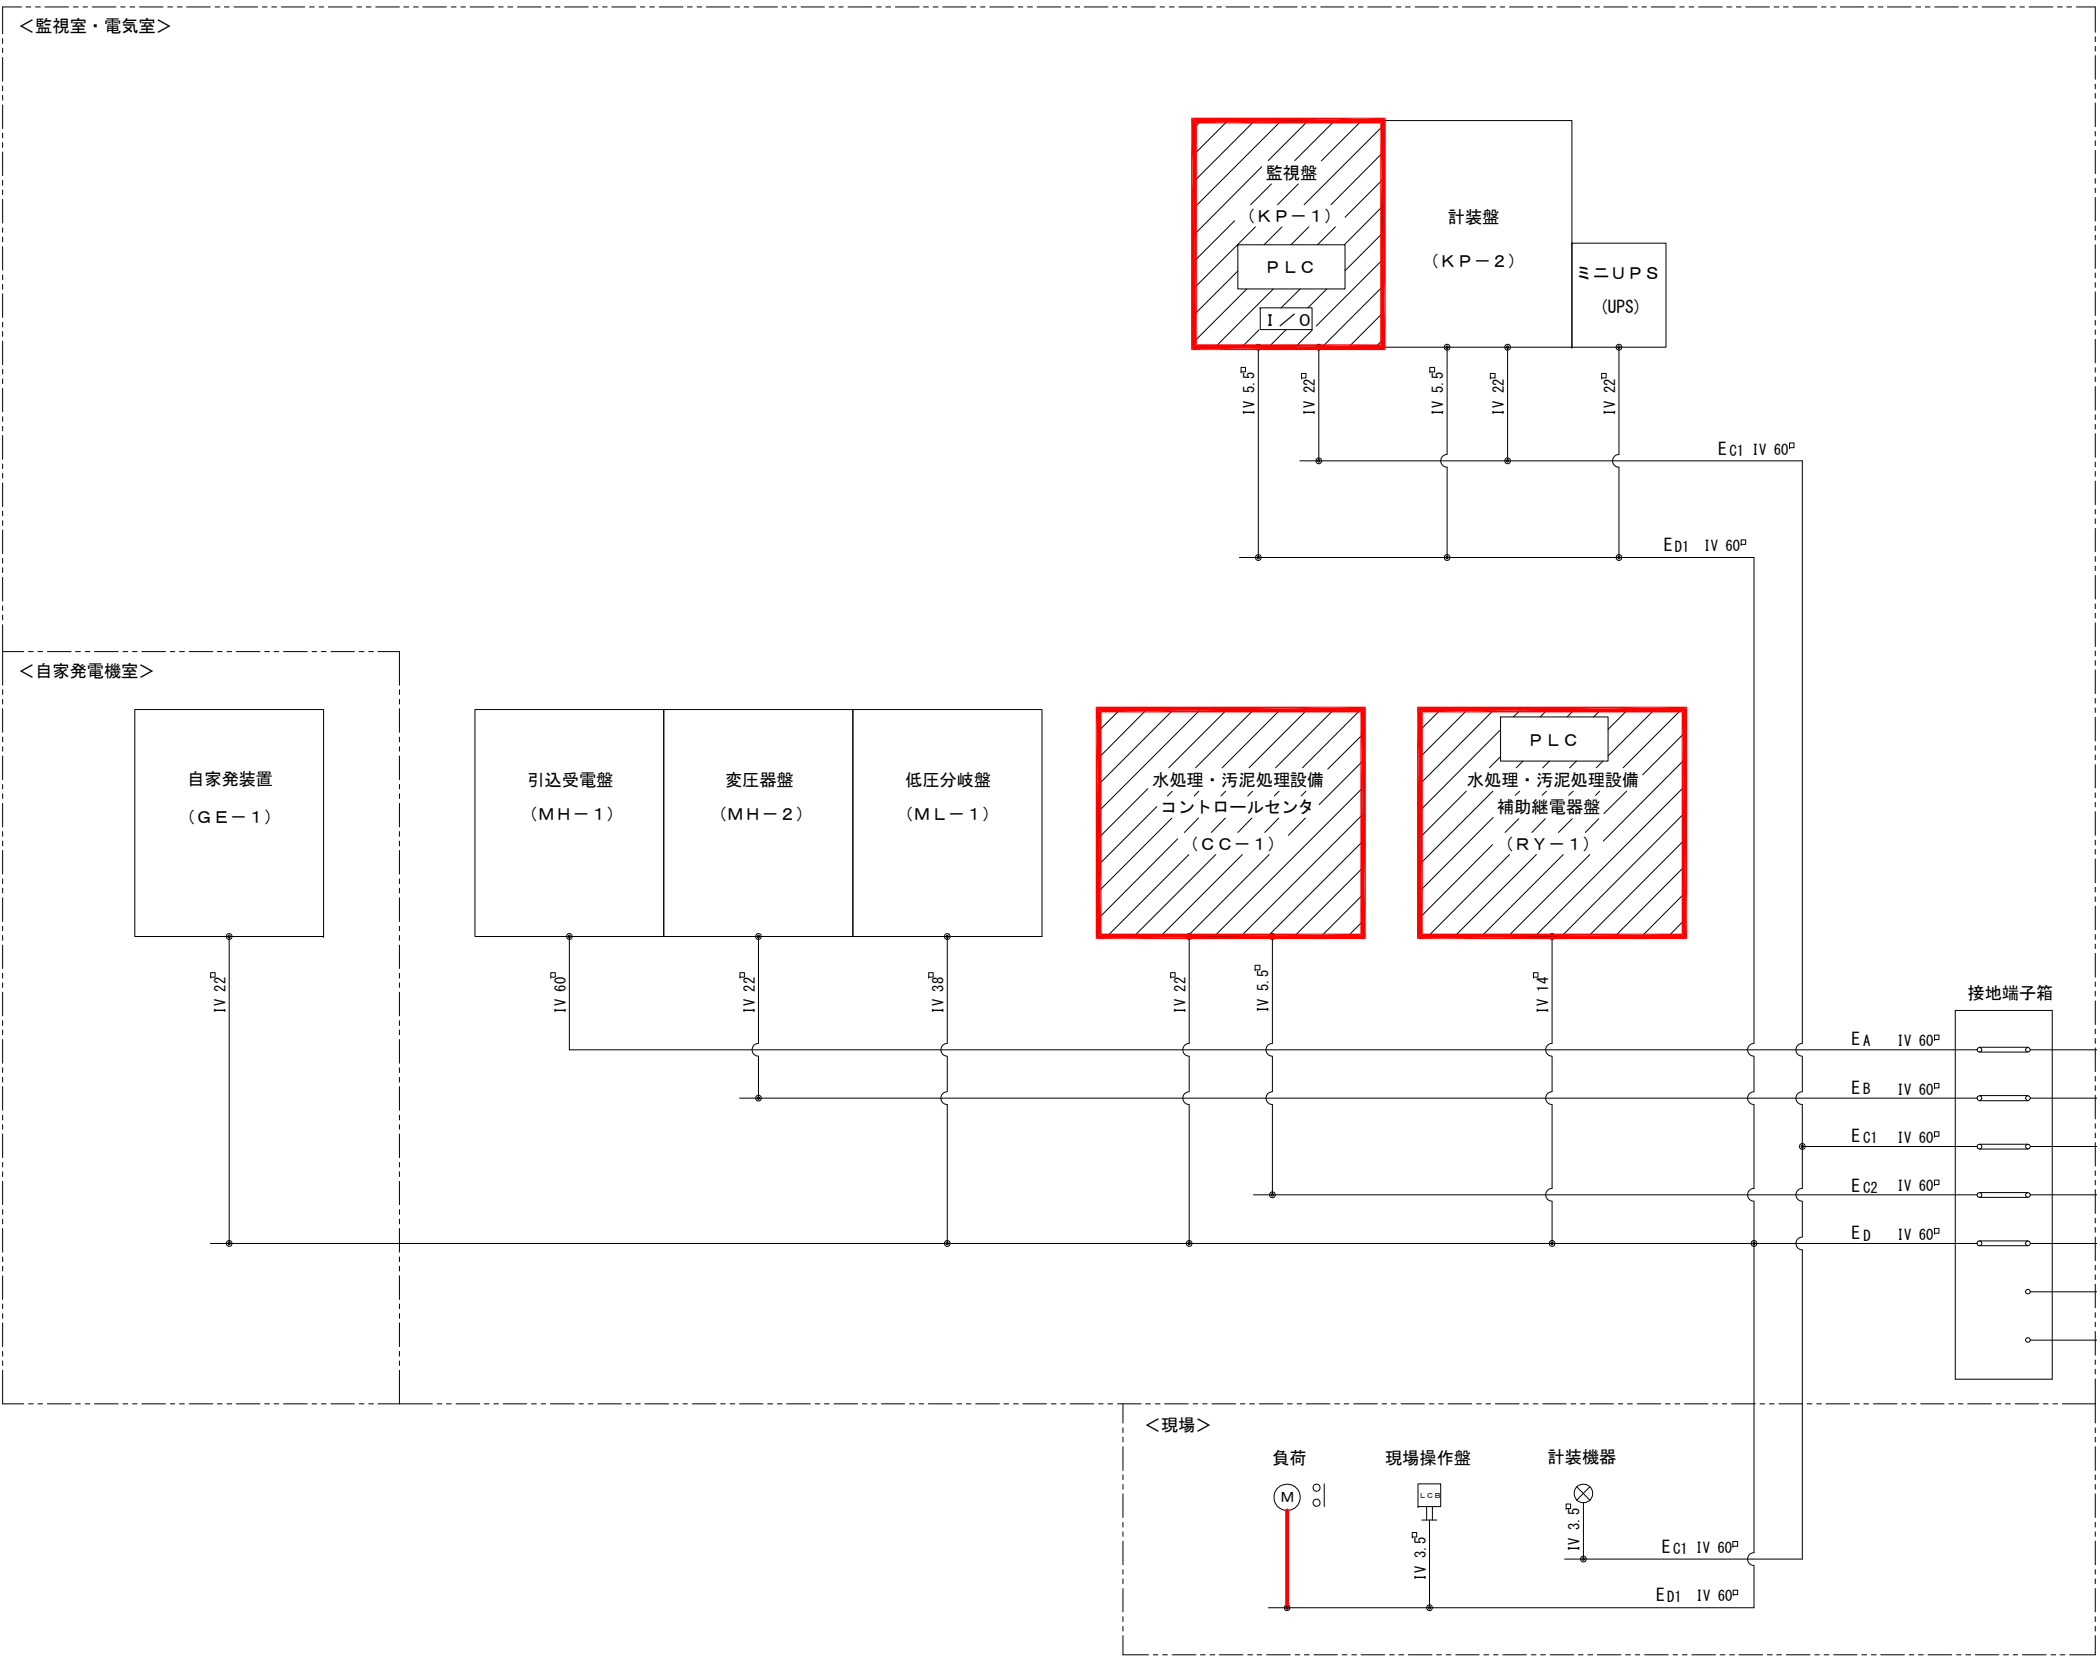 ＜監視室・電気室＞
監視盤
（ＫＰ－１）
ＰＬＣ
Ｉ／Ｏ
計装盤
（ＫＰ－２）
ミニＵＰＳ
(UPS)
IV 5.5□
IV 22□
IV 5.5□
IV 22□
IV 22□
EC1 IV 60□
ED1 IV 60□
＜自家発電機室＞
自家発装置
（ＧＥ－１）
引込受電盤
（ＭＨ－１）
変圧器盤
（ＭＨ－２）
低圧分岐盤
（ＭＬ－１）
水処理・汚泥処理設備
コントロールセンタ
（ＣＣ－１）
ＰＬＣ
水処理・汚泥処理設備
補助継電器盤
（ＲＹ－１）
IV 22□
IV 60□
IV 22□
IV 38□
IV 22□
IV 5.5□
IV 14□
接地端子箱
EA IV 60□
EB IV 60□
EC1 IV 60□
EC2 IV 60□
ED IV 60□
＜現場＞
負荷
現場操作盤
計装機器
M
LCB
IV 3.5□
IV 3.5□
EC1 IV 60□
ED1 IV 60□